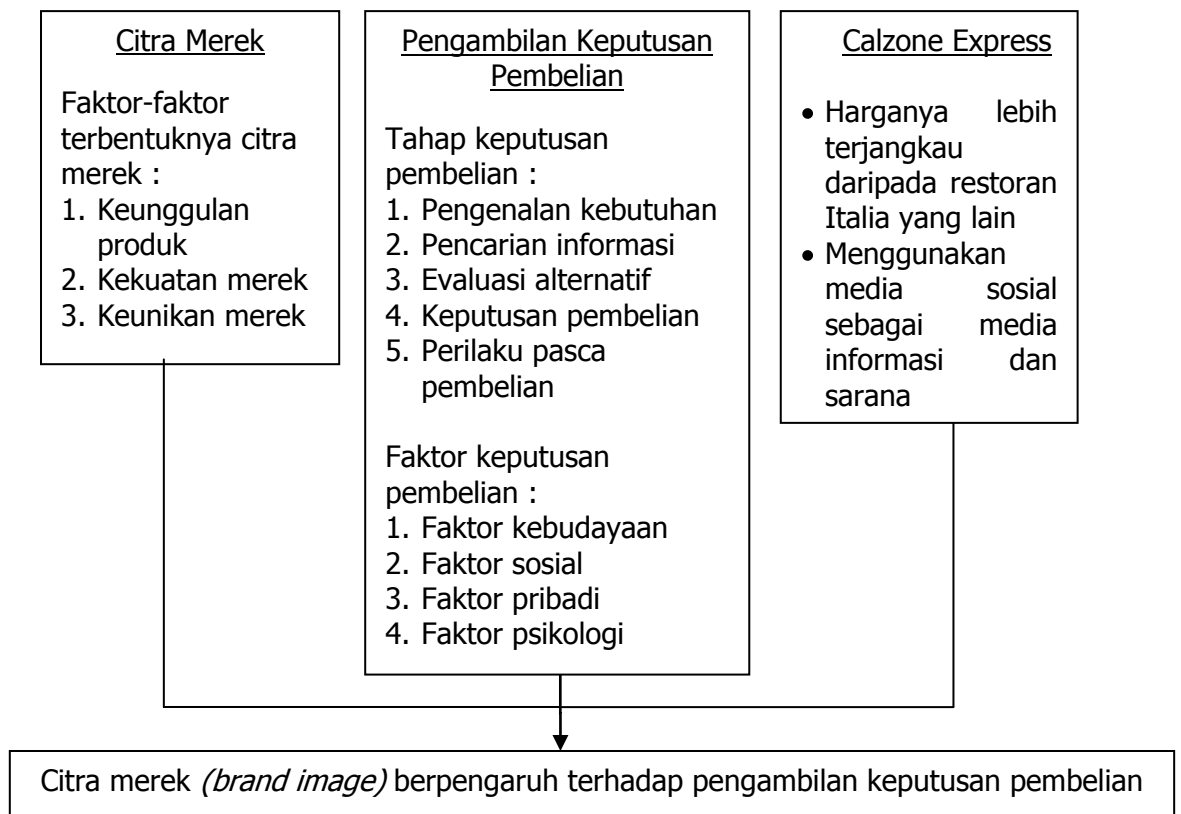 Citra Merek
Faktor-faktor
terbentuknya citra
merek :
1. Keunggulan
produk
2. Kekuatan merek
3. Keunikan merek
Pengambilan Keputusan
Pembelian
Tahap keputusan
pembelian :
1. Pengenalan kebutuhan
2. Pencarian informasi
3. Evaluasi alternatif
4. Keputusan pembelian
5. Perilaku pasca
pembelian
Faktor keputusan
pembelian :
1. Faktor kebudayaan
2. Faktor sosial
3. Faktor pribadi
4. Faktor psikologi
Calzone Express
• Harganya lebih
terjangkau
daripada restoran
Italia yang lain
• Menggunakan
media sosial
sebagai media
informasi dan
sarana
Citra merek (brand image) berpengaruh terhadap pengambilan keputusan pembelian